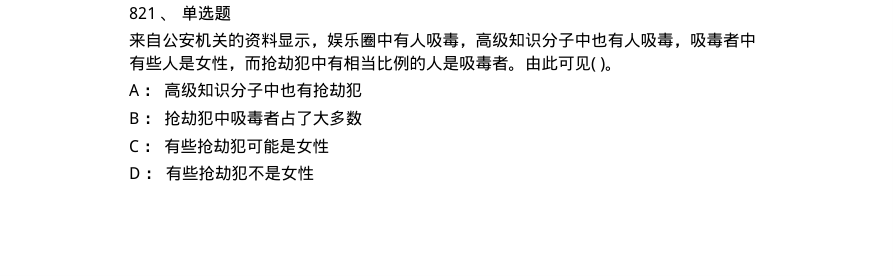 821 、 单选题
来自公安机关的资料显示，娱乐圈中有人吸毒，高级知识分子中也有人吸毒，吸毒者中
有些人是女性，而抢劫犯中有相当比例的人是吸毒者。由此可见( )。
A ： 高级知识分子中也有抢劫犯
B ： 抢劫犯中吸毒者占了大多数
C ： 有些抢劫犯可能是女性
D ： 有些抢劫犯不是女性